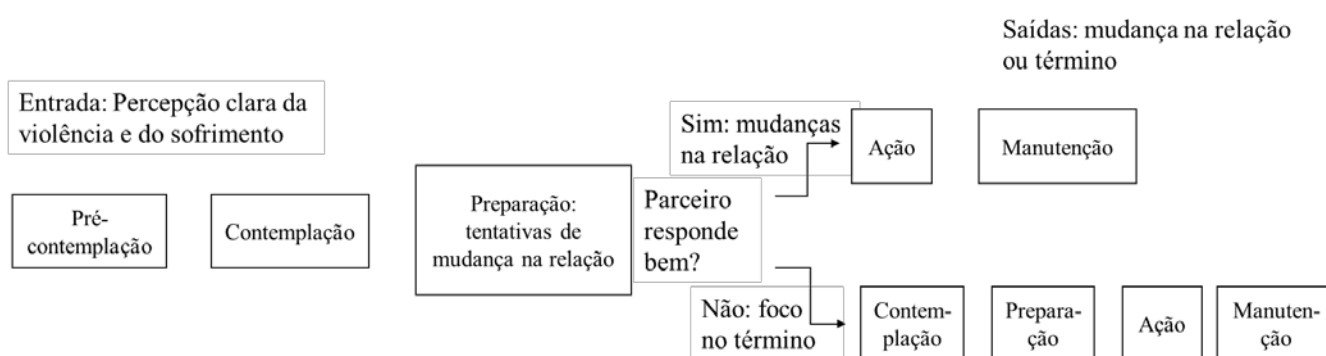 Saídas: mudança na relação
ou término
Entrada: Percepção clara da
violência e do sofrimento
Sim: mudanças
na relação
Ação
Manutenção
Pré-
contemplação
Contemplação
Preparação:
tentativas de
mudança na relação
Parceiro
responde
bem?
Não: foco
no término
Contem-
plação
Prepara-
ção
Ação
Manuten-
ção